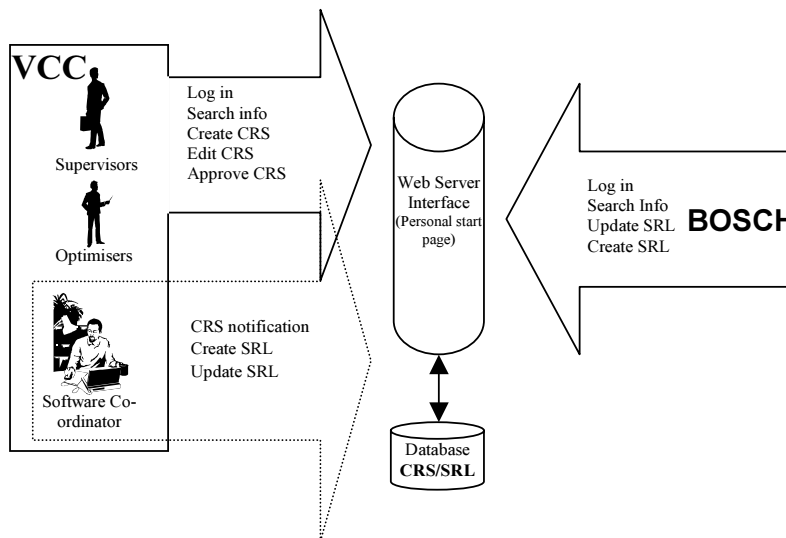 VCC
Supervisors
Optimisers
Software Co-
ordinator
Log in
Search info
Create CRS
Edit CRS
Approve CRS
CRS notification
Create SRL
Update SRL
Web Server
Interface
(Personal start
page)
Database
CRS/SRL
Log in
Search Info
Update SRL
Create SRL
BOSCH